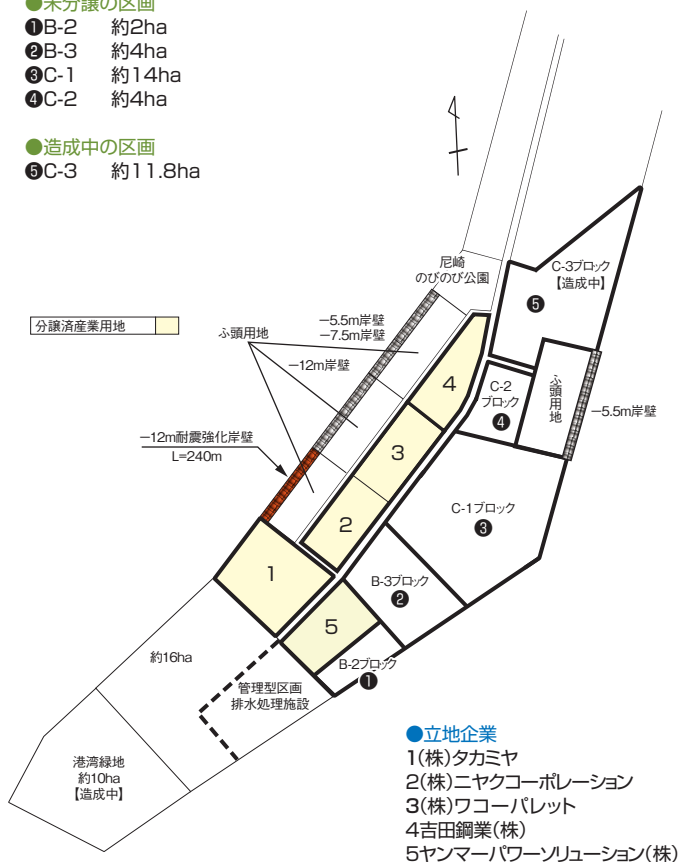 ●未分譲の区画
❶B-2 約2ha
❷B-3 約4ha
❸C-1 約14ha
❹C-2 約4ha
●造成中の区画
❺C-3 約11.8ha
分譲済産業用地
尼崎
のびのび公園
C-3ブロック
【造成中】
❺
ふ頭用地
−5.5m岸壁
−7.5m岸壁
−12m岸壁
4
C-2
ブロック
❹
ふ頭用地
−5.5m岸壁
−12m耐震強化岸壁
L=240m
3
2
C-1ブロック
❸
1
B-3ブロック
❷
5
B-2ブロック
❶
約16ha
管理型区画
排水処理施設
港湾緑地
約10ha
【造成中】
●立地企業
1(株)タカミヤ
2(株)ニヤクコーポレーション
3(株)ワコーパレット
4吉田鋼業(株)
5ヤンマーパワーソリューション(株)